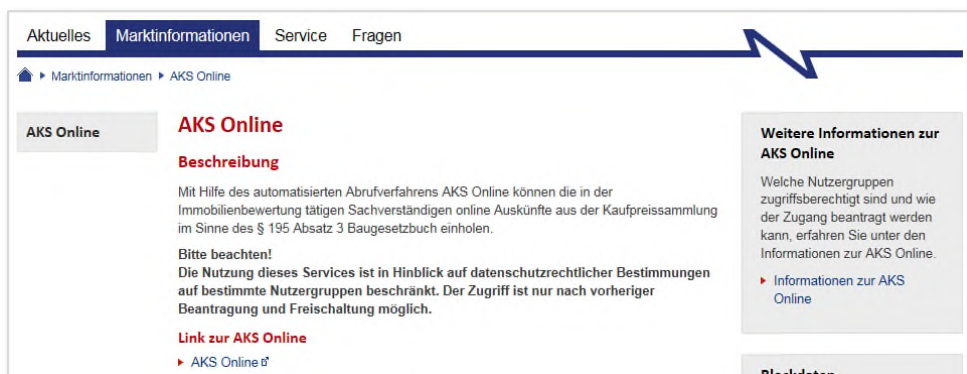 Aktuelles Marktinformationen Service Fragen
Marktinformationen AKS Online
AKS Online
AKS Online
Beschreibung
Mit Hilfe des automatisierten Abrufverfahrens AKS Online können die in der
Immobilienbewertung tätigen Sachverständigen online Auskünfte aus der Kaufpreissammlung
im Sinne des § 195 Absatz 3 Baugesetzbuch einholen.
Bitte beachten!
Die Nutzung dieses Services ist in Hinblick auf datenschutzrechtlicher Bestimmungen
auf bestimmte Nutzergruppen beschränkt. Der Zugriff ist nur nach vorheriger
Beantragung und Freischaltung möglich.
Link zur AKS Online
AKS Online
Weitere Informationen zur
AKS Online
Welche Nutzergruppen
zugriffsberechtigt sind und wie
der Zugang beantragt werden
kann, erfahren Sie unter den
Informationen zur AKS Online.
Informationen zur AKS
Online